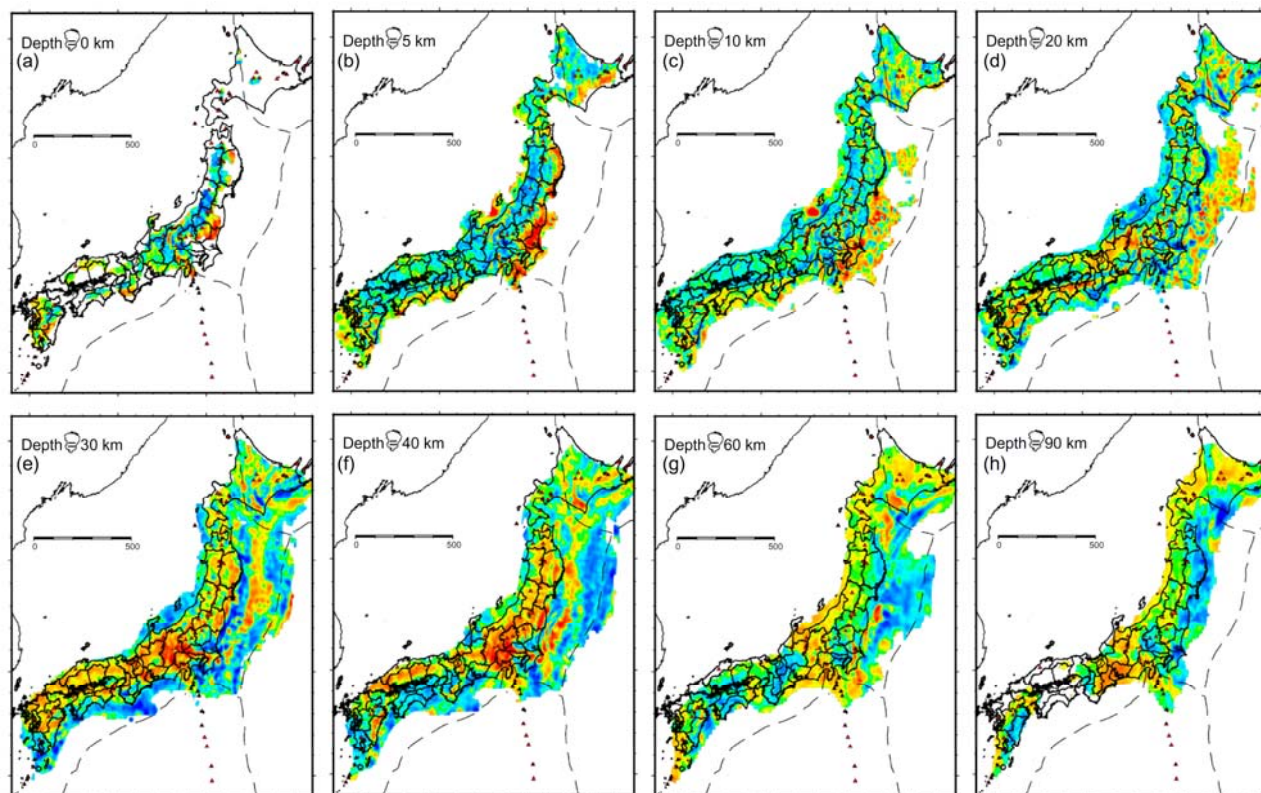 Depth 0 km
(a)
0 500
Depth 5 km
(b)
0 500
Depth 10 km
(c)
0 500
Depth 20 km
(d)
0 500
Depth 30 km
(e)
0 500
Depth 40 km
(f)
0 500
Depth 60 km
(g)
0 500
Depth 90 km
(h)
0 500